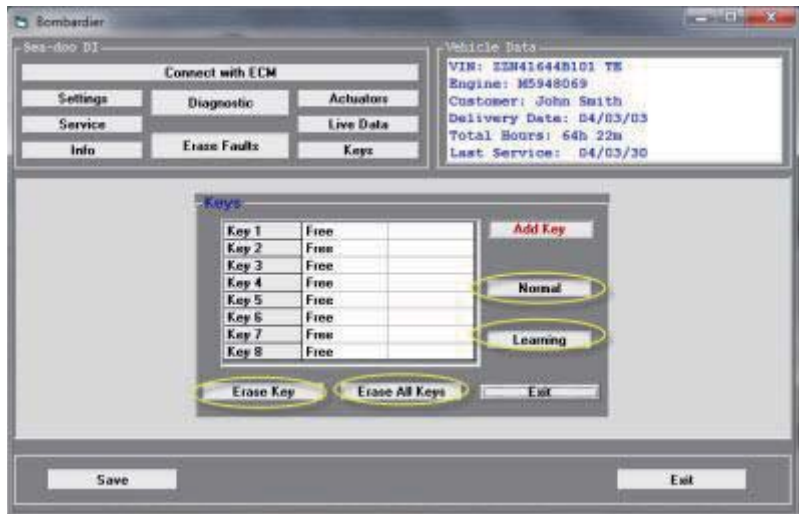 Bombardier
Sea-doo DI
Connect with ECM
Settings
Diagnostic
Actuators
Service
Live Data
Info
Erase Faults
Keys
Vehicle Data
VIN: ZZN41644B101 TE
Engine: M5948069
Customer: John Smith
Delivery Date: 04/03/03
Total Hours: 64h 22m
Last Service: 04/03/30
Keys
Key 1 Free
Key 2 Free
Key 3 Free
Key 4 Free
Key 5 Free
Key 6 Free
Key 7 Free
Key 8 Free
Add Key
Normal
Learning
Erase Key
Erase All Keys
Exit
Save
Exit